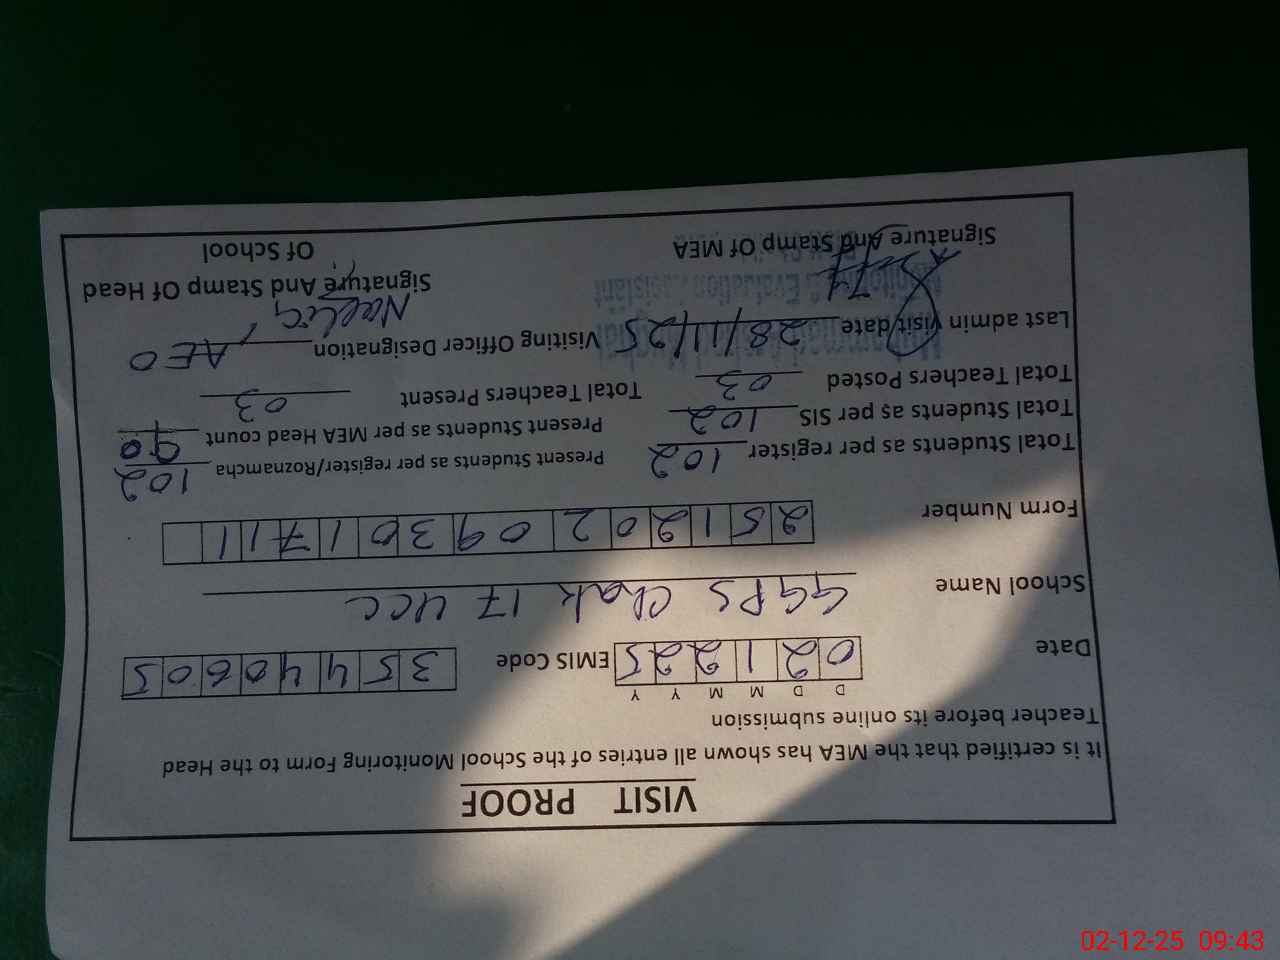 VISIT PROOF
It is certified that the MEA has shown all entries of the School Monitoring Form to the Head
Teacher before its online submission
D D M M Y Y
Date 021225 EMIS Code 35440605
School Name GGPS Chak 17 UCC
Form Number 25120209301711
Total Students as per register 102 Present Students as per register/Roznamcha 102
Total Students as per SIS 102 Present Students as per MEA Head count 90
Total Teachers Posted 03 Total Teachers Present 03
Last admin visit date 28/11/25 Visiting Officer Designation AEO
Monitoring & Evaluation Assistant
Signature And Stamp Of MEA Signature And Stamp Of Head
Of School
02-12-25 09:43